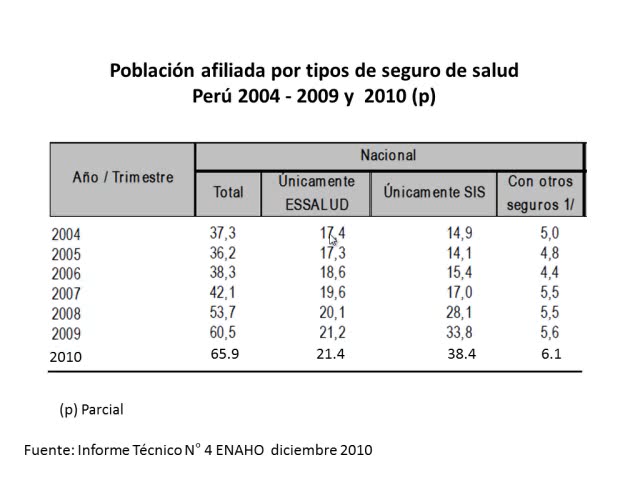 Población afiliada por tipos de seguro de salud
Perú 2004 - 2009 y 2010 (p)
Año / Trimestre
Nacional
Total
Únicamente ESSALUD
Únicamente SIS
Con otros seguros 1/
2004 37,3 17,4 14,9 5,0
2005 36,2 17,3 14,1 4,8
2006 38,3 18,6 15,4 4,4
2007 42,1 19,6 17,0 5,5
2008 53,7 20,1 28,1 5,5
2009 60,5 21,2 33,8 5,6
2010 65.9 21.4 38.4 6.1
(p) Parcial
Fuente: Informe Técnico N° 4 ENAHO diciembre 2010